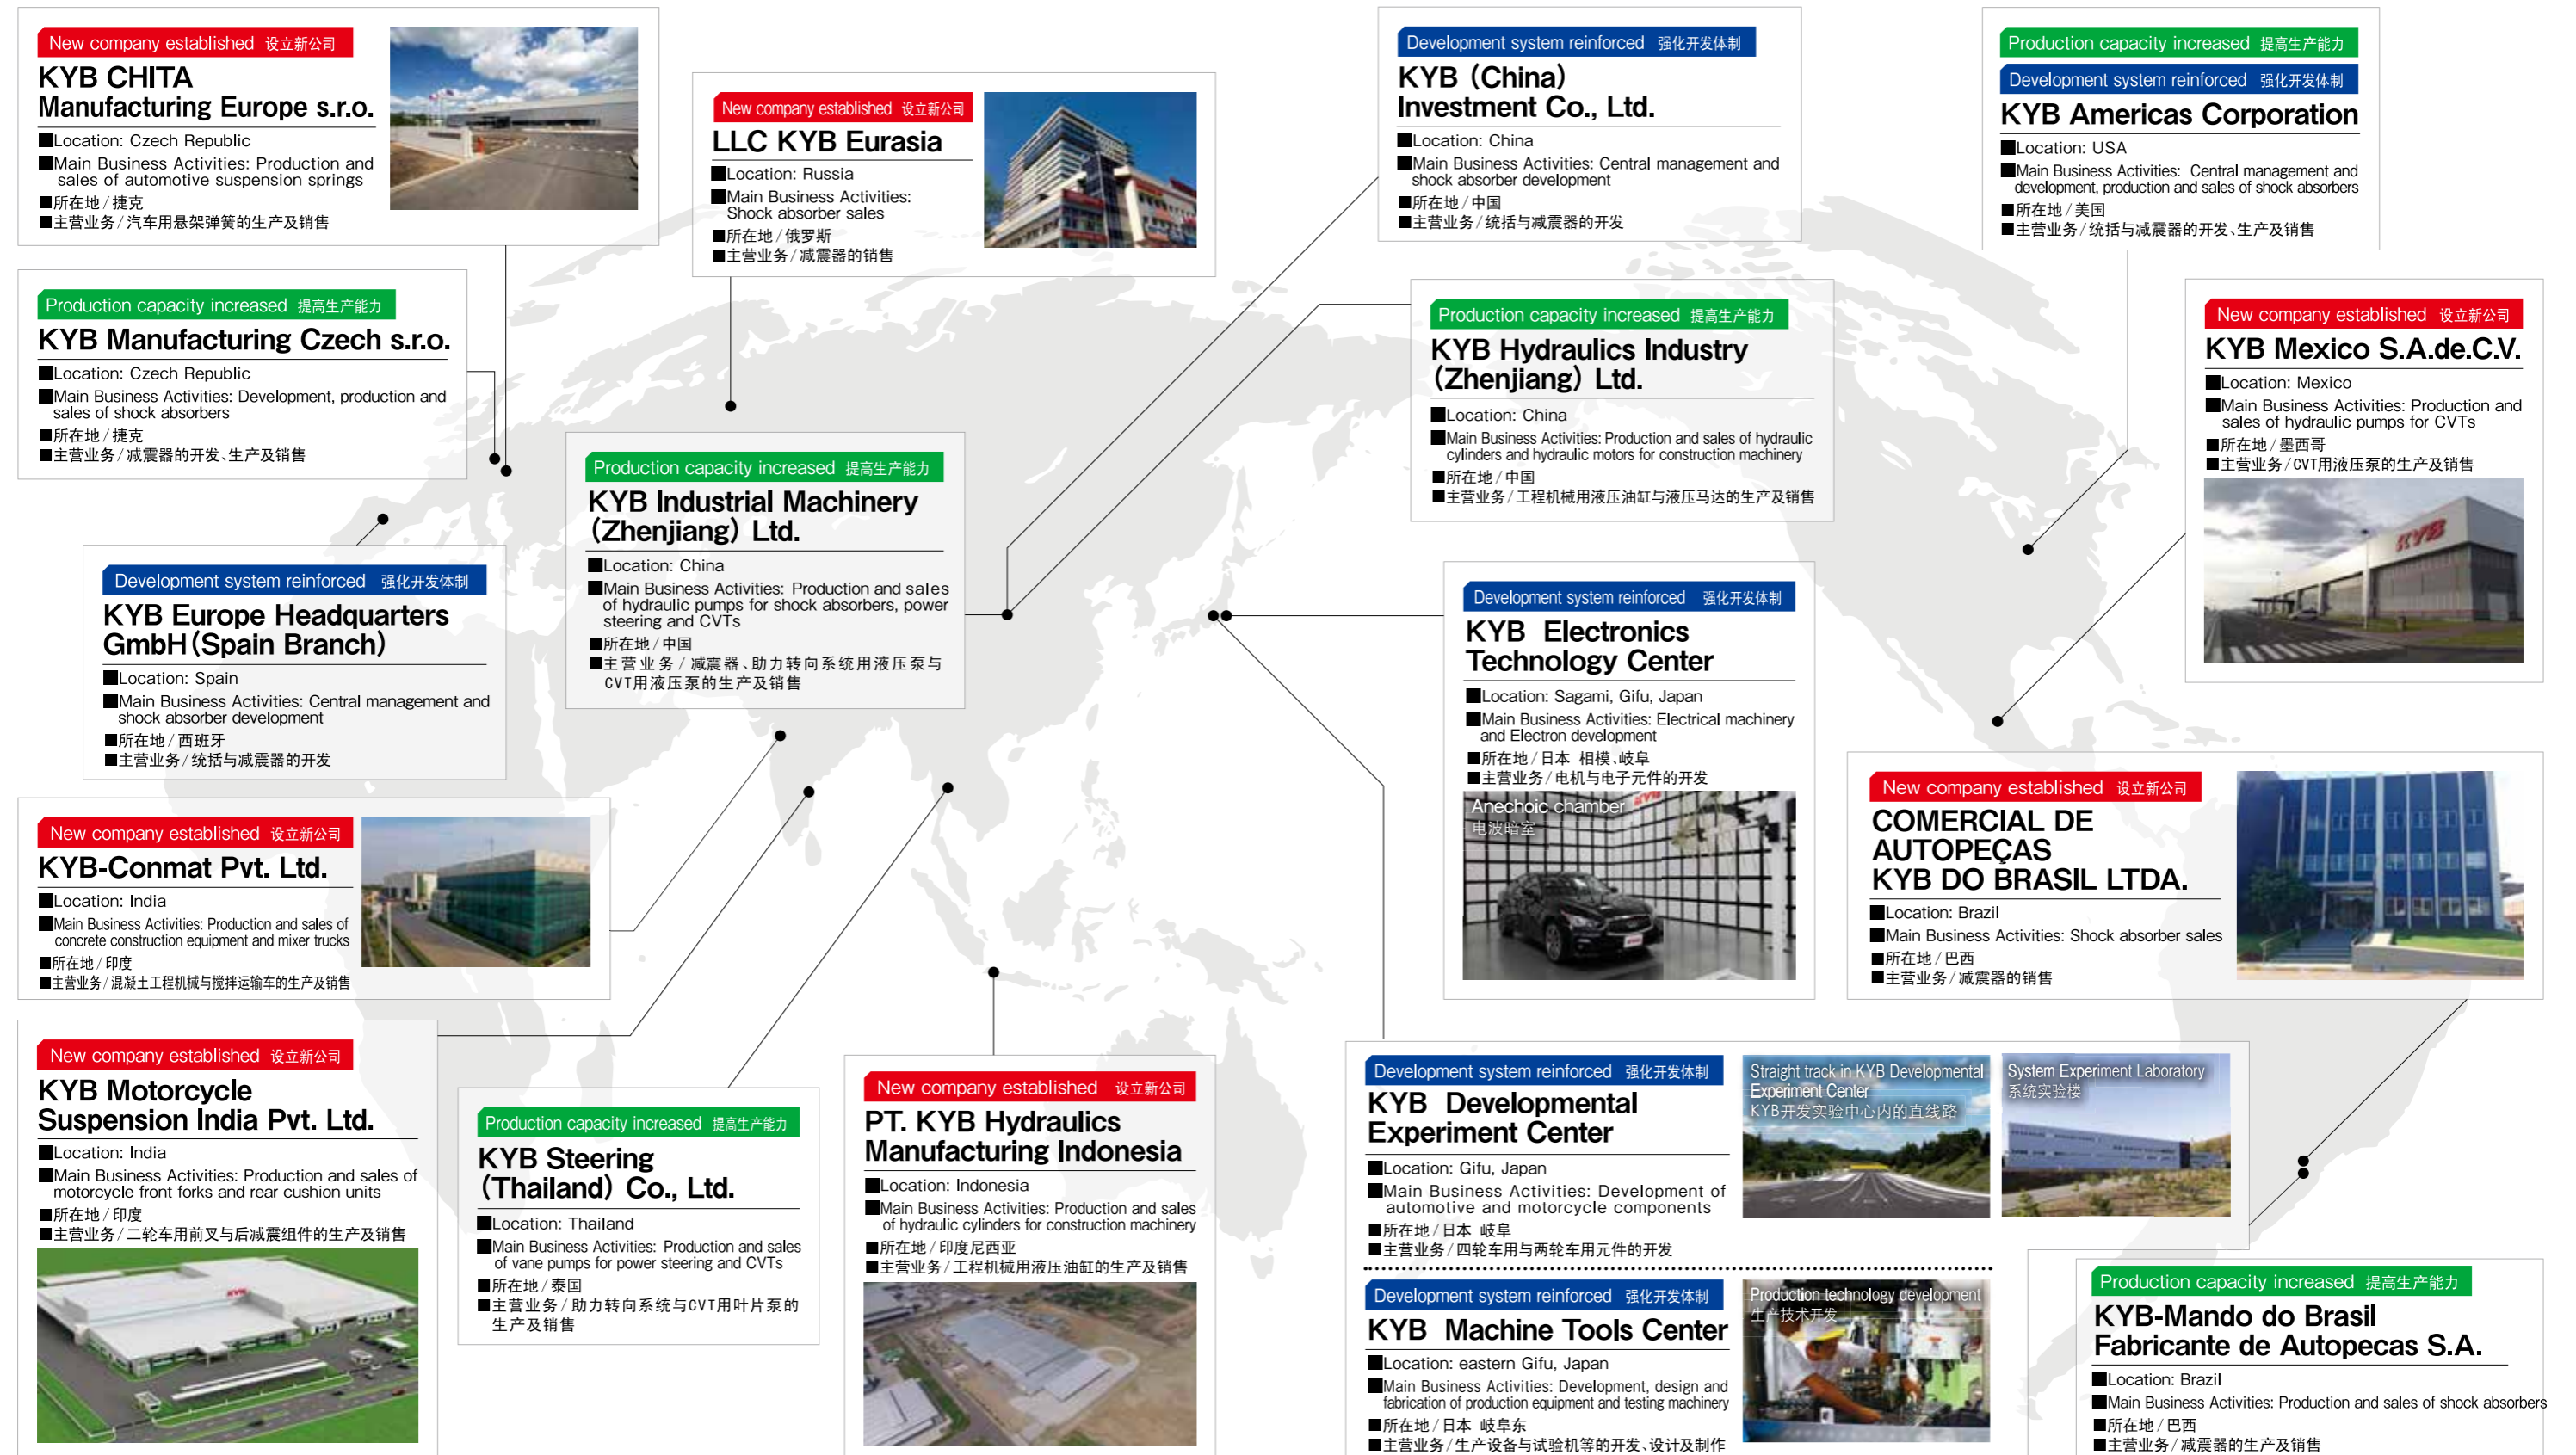 New company established 设立新公司
KYB CHITA
Manufacturing Europe s.r.o.
■Location: Czech Republic
■Main Business Activities: Production and
sales of automotive suspension springs
■所在地/捷克
■主营业务/汽车用悬架弹簧的生产及销售
Production capacity increased 提高生产能力
KYB Manufacturing Czech s.r.o.
■Location: Czech Republic
■Main Business Activities: Development, production and
sales of shock absorbers
■所在地/捷克
■主营业务/减震器的开发、生产及销售
New company established 设立新公司
LLC KYB Eurasia
■Location: Russia
■Main Business Activities:
Shock absorber sales
■所在地/俄罗斯
■主营业务/减震器的销售
Development system reinforced 强化开发体制
KYB (China)
Investment Co., Ltd.
■Location: China
■Main Business Activities: Central management and
shock absorber development
■所在地/中国
■主营业务/统括与减震器的开发
Production capacity increased 提高生产能力
Development system reinforced 强化开发体制
KYB Americas Corporation
■Location: USA
■Main Business Activities: Central management and
development, production and sales of shock absorbers
■所在地/美国
■主营业务/统括与减震器的开发、生产及销售
Production capacity increased 提高生产能力
KYB Hydraulics Industry
(Zhenjiang) Ltd.
■Location: China
■Main Business Activities: Production and sales of hydraulic
cylinders and hydraulic motors for construction machinery
■所在地/中国
■主营业务/工程机械用液压油缸与液压马达的生产及销售
New company established 设立新公司
KYB Mexico S.A.de.C.V.
■Location: Mexico
■Main Business Activities: Production and
sales of hydraulic pumps for CVTs
■所在地/墨西哥
■主营业务/CVT用液压泵的生产及销售
KYB
Production capacity increased 提高生产能力
KYB Industrial Machinery
(Zhenjiang) Ltd.
■Location: China
■Main Business Activities: Production and sales
of hydraulic pumps for shock absorbers, power
steering and CVTs
■所在地/中国
■主营业务/减震器、助力转向系统用液压泵与
CVT用液压泵的生产及销售
Development system reinforced 强化开发体制
KYB Europe Headquarters
GmbH(Spain Branch)
■Location: Spain
■Main Business Activities: Central management and
shock absorber development
■所在地/西班牙
■主营业务/统括与减震器的开发
Development system reinforced 强化开发体制
KYB Electronics
Technology Center
■Location: Sagami, Gifu, Japan
■Main Business Activities: Electrical machinery
and Electron development
■所在地/日本 相模、岐阜
■主营业务/电机与电子元件的开发
Anechoic chamber
电波暗室
KYB
New company established 设立新公司
COMERCIAL DE
AUTOPEÇAS
KYB DO BRASIL LTDA.
■Location: Brazil
■Main Business Activities: Shock absorber sales
■所在地/巴西
■主营业务/减震器的销售
New company established 设立新公司
KYB-Conmat Pvt. Ltd.
■Location: India
■Main Business Activities: Production and sales of
concrete construction equipment and mixer trucks
■所在地/印度
■主营业务/混凝土工程机械与搅拌运输车的生产及销售
New company established 设立新公司
KYB Motorcycle
Suspension India Pvt. Ltd.
■Location: India
■Main Business Activities: Production and sales of
motorcycle front forks and rear cushion units
■所在地/印度
■主营业务/二轮车用前叉与后减震组件的生产及销售
KYB
Production capacity increased 提高生产能力
KYB Steering
(Thailand) Co., Ltd.
■Location: Thailand
■Main Business Activities: Production and sales
of vane pumps for power steering and CVTs
■所在地/泰国
■主营业务/助力转向系统与CVT用叶片泵的
生产及销售
New company established 设立新公司
PT. KYB Hydraulics
Manufacturing Indonesia
■Location: Indonesia
■Main Business Activities: Production and sales
of hydraulic cylinders for construction machinery
■所在地/印度尼西亚
■主营业务/工程机械用液压油缸的生产及销售
Development system reinforced 强化开发体制
KYB Developmental
Experiment Center
■Location: Gifu, Japan
■Main Business Activities: Development of
automotive and motorcycle components
■所在地/日本 岐阜
■主营业务/四轮车用与两轮车用元件的开发
Straight track in KYB Developmental
Experiment Center
KYB开发实验中心内的直线路
System Experiment Laboratory
系统实验楼
Development system reinforced 强化开发体制
KYB Machine Tools Center
■Location: eastern Gifu, Japan
■Main Business Activities: Development, design and
fabrication of production equipment and testing machinery
■所在地/日本 岐阜东
■主营业务/生产设备与试验机等的开发、设计及制作
Production technology development
生产技术开发
Production capacity increased 提高生产能力
KYB-Mando do Brasil
Fabricante de Autopecas S.A.
■Location: Brazil
■Main Business Activities: Production and sales of shock absorbers
■所在地/巴西
■主营业务/减震器的生产及销售